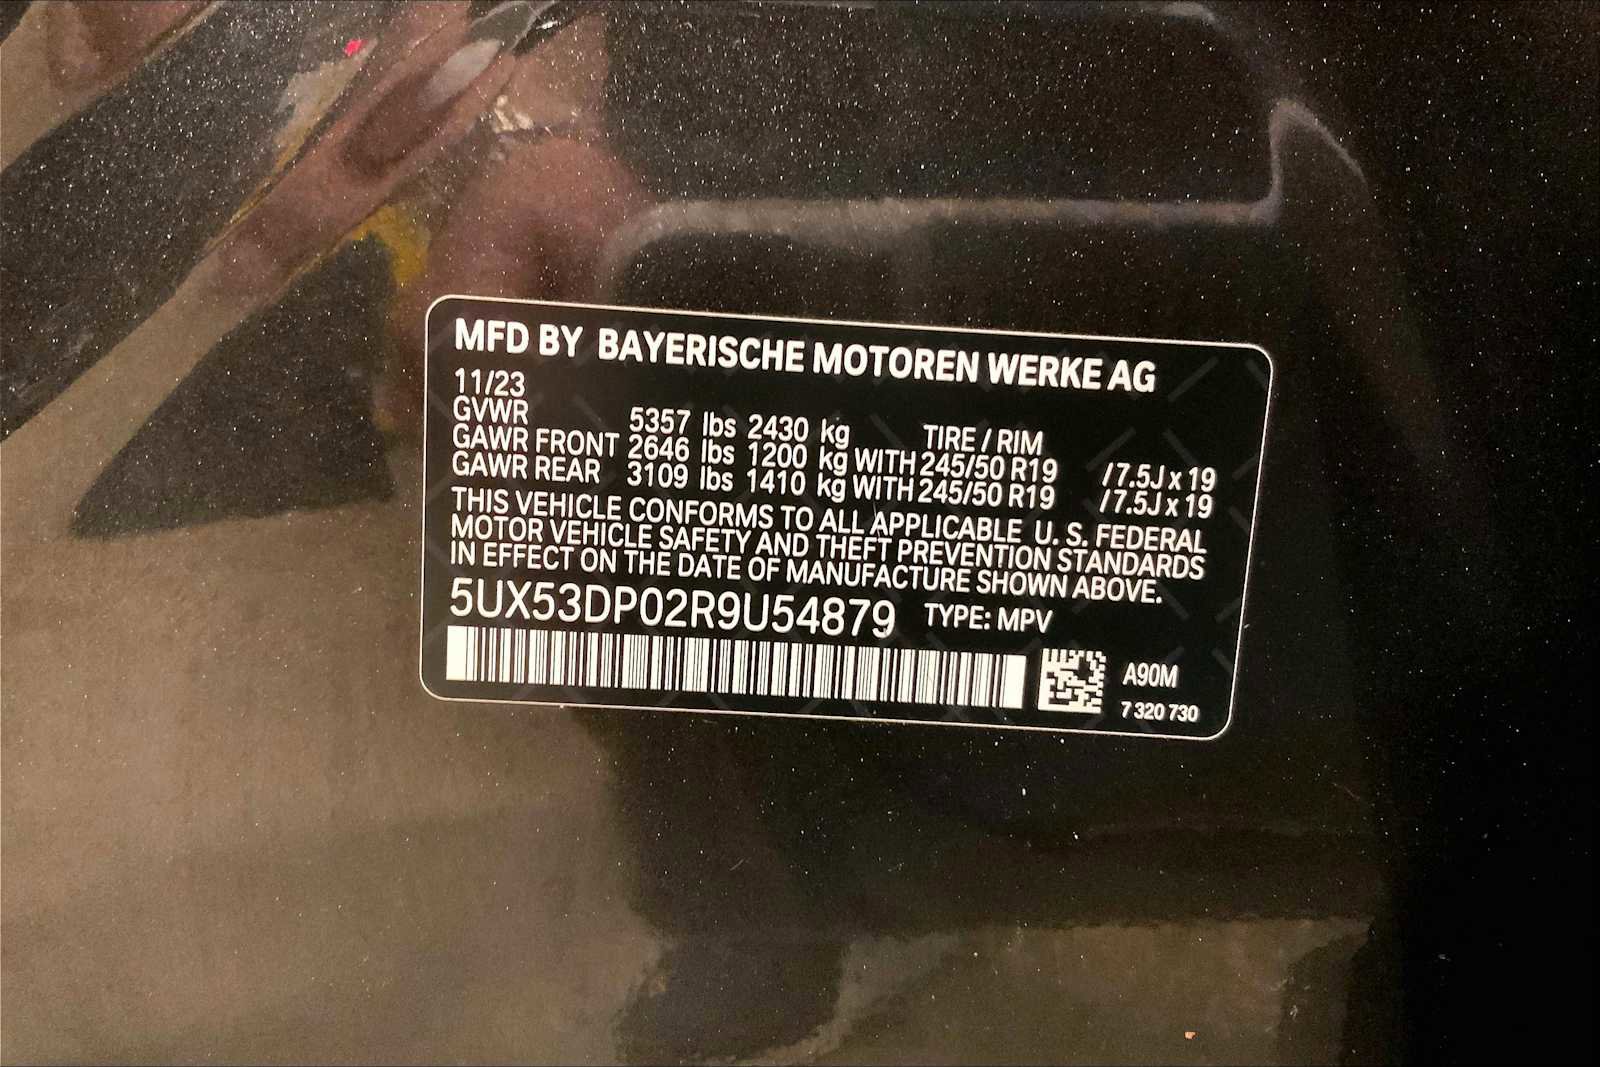 MFD BY BAYERISCHE MOTOREN WERKE AG
11/23
GVWR 5357 lbs 2430 kg TIRE / RIM
GAWR FRONT 2646 lbs 1200 kg WITH 245/50 R19 /7.5J x 19
GAWR REAR 3109 lbs 1410 kg WITH 245/50 R19 /7.5J x 19
THIS VEHICLE CONFORMS TO ALL APPLICABLE U. S. FEDERAL
MOTOR VEHICLE SAFETY AND THEFT PREVENTION STANDARDS
IN EFFECT ON THE DATE OF MANUFACTURE SHOWN ABOVE.
5UX53DP02R9U54879 TYPE: MPV
A90M
7 320 730